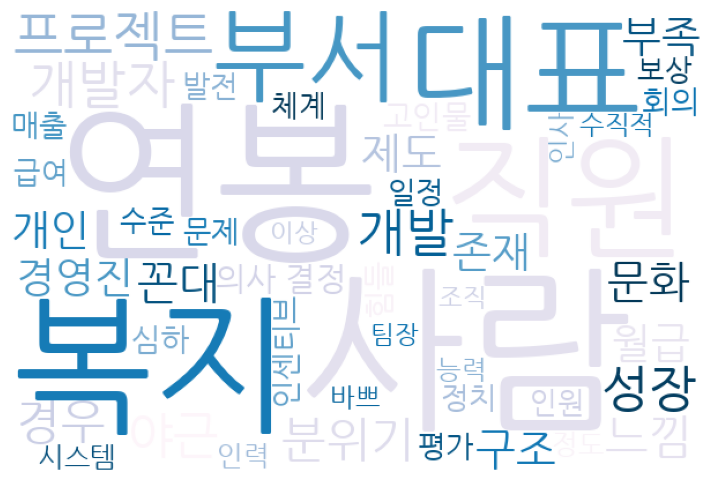 프로젝트
부서
대표
부족
개발자
발전
체계
보상
회의
매출
고인물
인사
수직적
연봉
제도
직원
급여
일정
개인
수준
문제
이상
개발
존재
경영진
꼰대
의사 결정
힘들
조직
문화
복지
사람
심하
인센티브
팀장
월급
능력
바쁘
정치
인원
성장
경우
야근
분위기
평가
구조
정도
느낌
시스템
인력